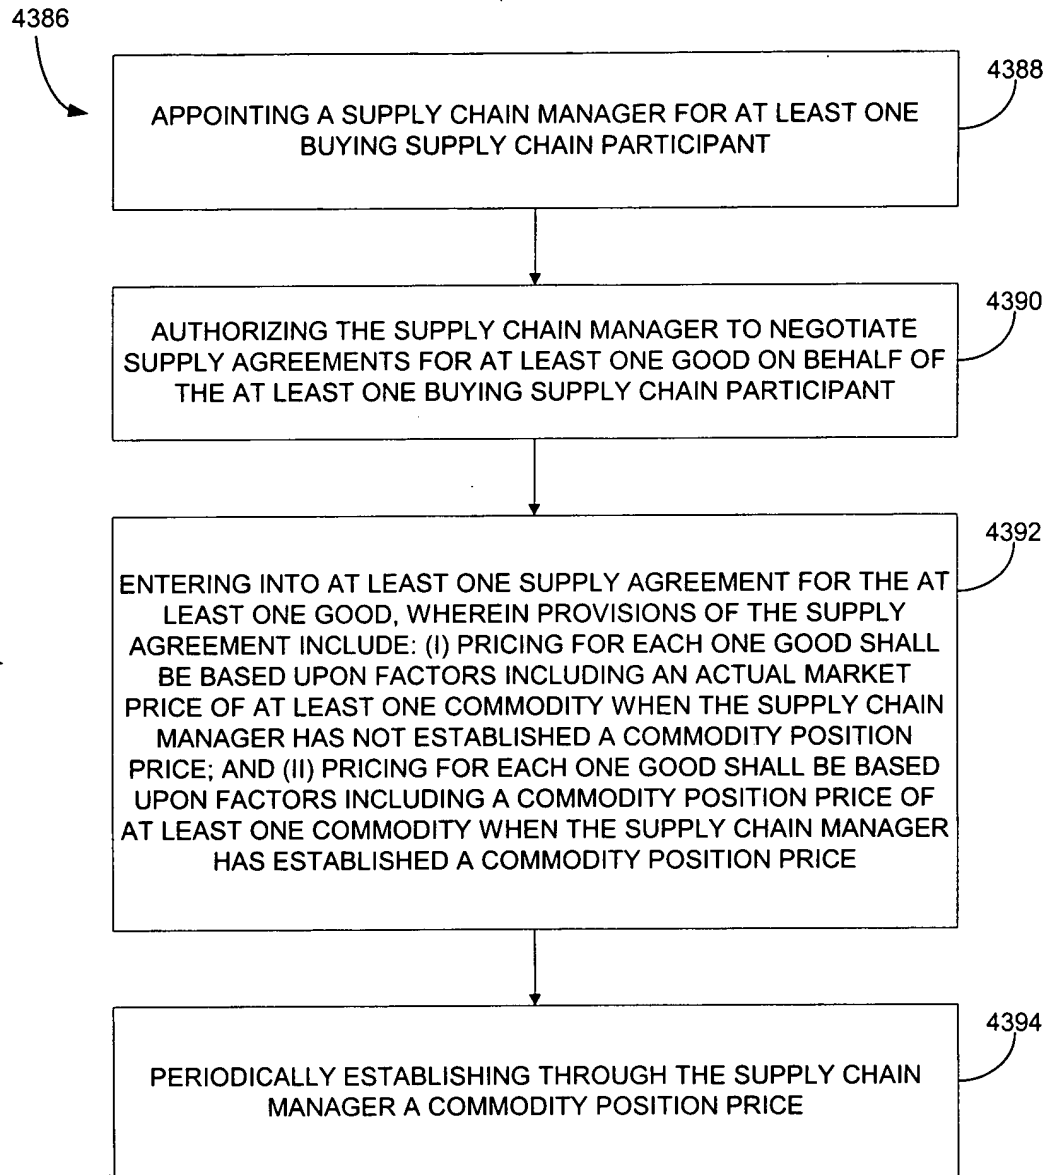 4386
4388
APPOINTING A SUPPLY CHAIN MANAGER FOR AT LEAST ONE
BUYING SUPPLY CHAIN PARTICIPANT
4390
AUTHORIZING THE SUPPLY CHAIN MANAGER TO NEGOTIATE
SUPPLY AGREEMENTS FOR AT LEAST ONE GOOD ON BEHALF OF
THE AT LEAST ONE BUYING SUPPLY CHAIN PARTICIPANT
4392
ENTERING INTO AT LEAST ONE SUPPLY AGREEMENT FOR THE AT
LEAST ONE GOOD, WHEREIN PROVISIONS OF THE SUPPLY
AGREEMENT INCLUDE: (I) PRICING FOR EACH ONE GOOD SHALL
BE BASED UPON FACTORS INCLUDING AN ACTUAL MARKET
PRICE OF AT LEAST ONE COMMODITY WHEN THE SUPPLY CHAIN
MANAGER HAS NOT ESTABLISHED A COMMODITY POSITION
PRICE; AND (II) PRICING FOR EACH ONE GOOD SHALL BE BASED
UPON FACTORS INCLUDING A COMMODITY POSITION PRICE OF
AT LEAST ONE COMMODITY WHEN THE SUPPLY CHAIN MANAGER
HAS ESTABLISHED A COMMODITY POSITION PRICE
4394
PERIODICALLY ESTABLISHING THROUGH THE SUPPLY CHAIN
MANAGER A COMMODITY POSITION PRICE